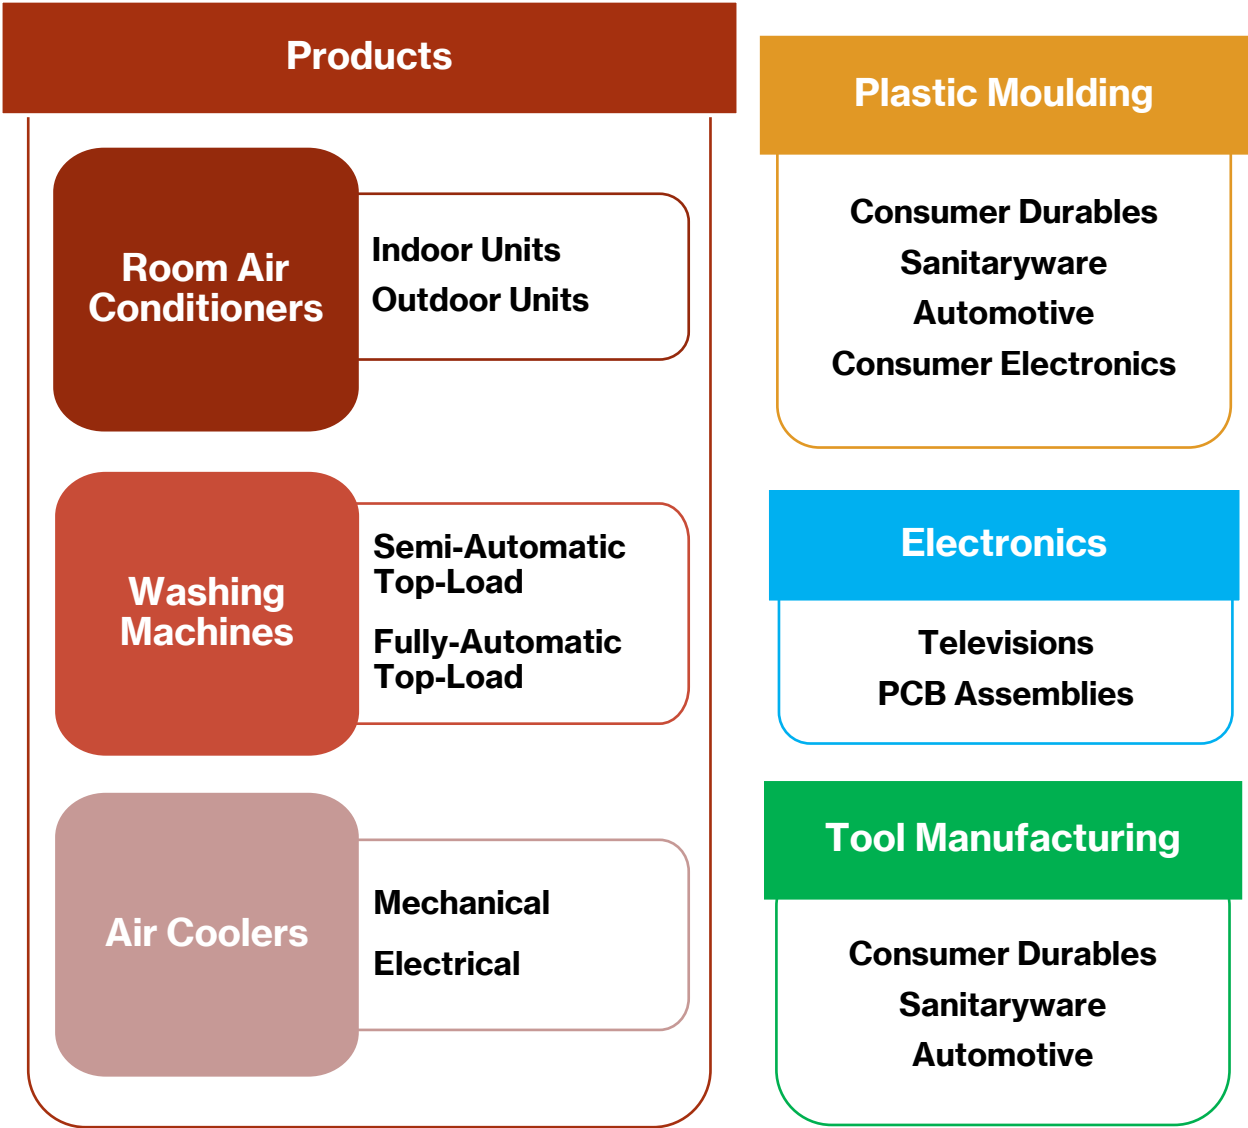 Products
Room Air
Conditioners
Indoor Units
Outdoor Units
Washing
Machines
Semi-Automatic
Top-Load
Fully-Automatic
Top-Load
Air Coolers
Mechanical
Electrical
Plastic Moulding
Consumer Durables
Sanitaryware
Automotive
Consumer Electronics
Electronics
Televisions
PCB Assemblies
Tool Manufacturing
Consumer Durables
Sanitaryware
Automotive